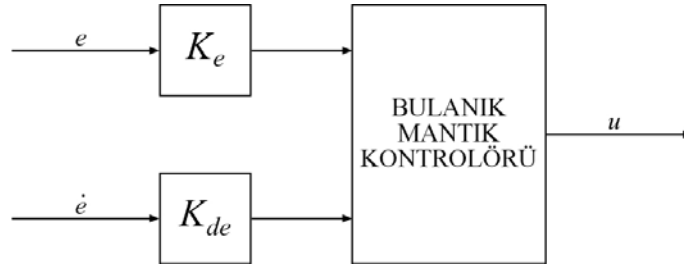 e
K_e
BULANIK
MANTIK
KONTROLÖRÜ
u
ė
K_de